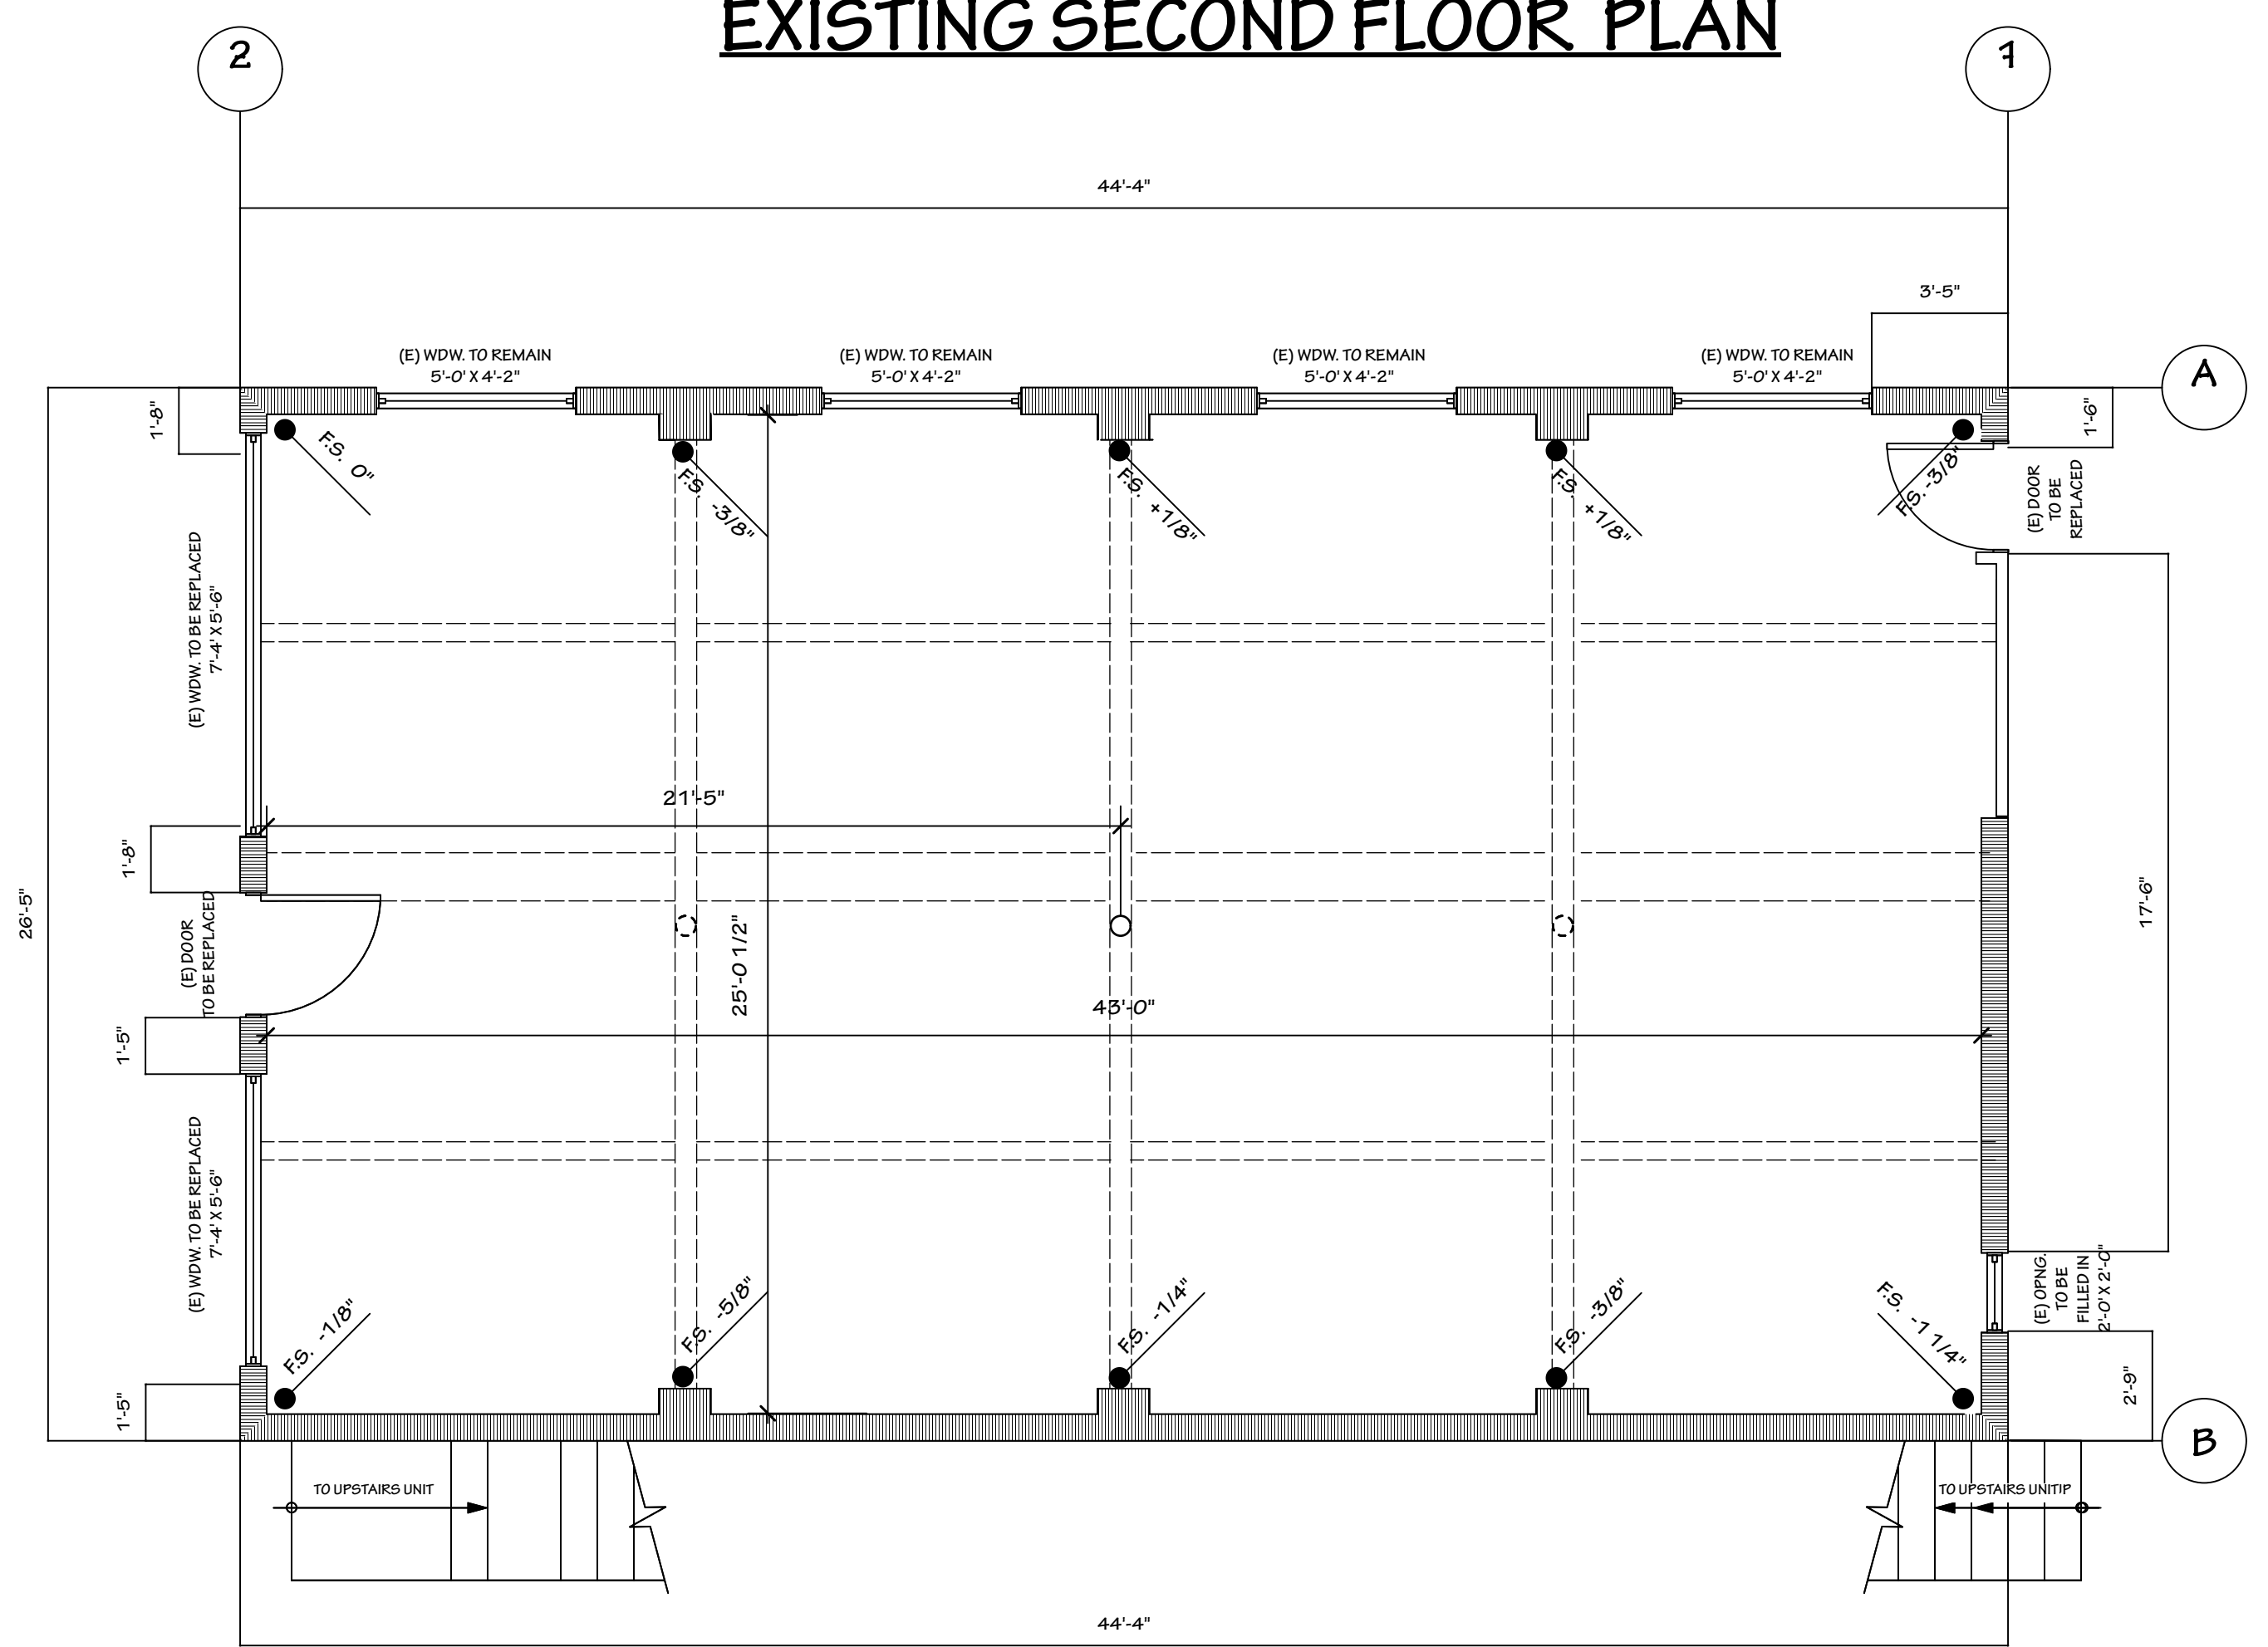 EXISTING SECOND FLOOR PLAN
2
1
44'-4"
3'-5"
(E) WDW. TO REMAIN
5'-0' X 4'-2"
(E) WDW. TO REMAIN
5'-0' X 4'-2"
(E) WDW. TO REMAIN
5'-0' X 4'-2"
(E) WDW. TO REMAIN
5'-0' X 4'-2"
A
1'-8"
1'-6"
F.S. 0"
F.S. -3/8"
F.S. +1/8"
F.S. +1/8"
F.S. -3/8"
(E) DOOR
TO BE
REPLACED
(E) WDW. TO BE REPLACED
7'-4' X 5'-6"
21'-5"
1'-8"
26'-5"
(E) DOOR
TO BE REPLACED
25'-0 1/2"
17'-6"
43'-0"
1'-5"
(E) WDW. TO BE REPLACED
7'-4' X 5'-6"
(E) OPNG.
TO BE
FILLED IN
2'-0' X 2'-0"
F.S. -1/8"
F.S. -5/8"
F.S. -1/4"
F.S. -3/8"
F.S. -1 1/4"
1'-5"
2'-9"
B
TO UPSTAIRS UNIT
TO UPSTAIRS UNIT!P
44'-4"